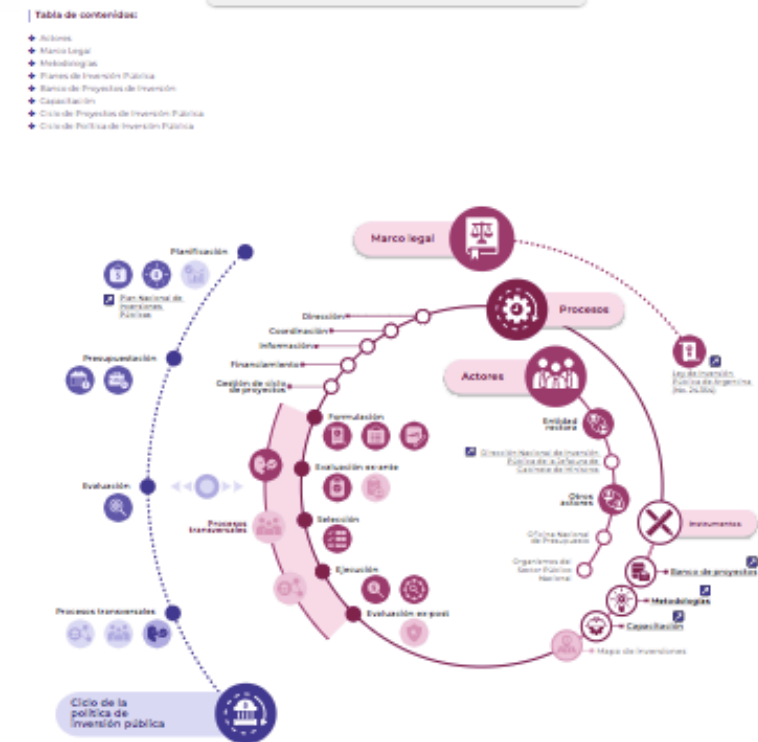 Tabla de contenidos:
Actores
Marco Legal
Metodologías
Planes de Inversión Pública
Banco de Proyectos de Inversión
Capacitación
Ciclo de Proyectos de Inversión Pública
Ciclo de Política de Inversión Pública
Marco legal
Planificación
Plan Nacional de
Inversiones
Públicas
Procesos
Dirección
Coordinación
Información
Financiamiento
Gestión de ciclo
de proyectos
Ley de Inversión
Pública de Argentina
Presupuestación
Actores
Entidad
rectora
Dirección Nacional de Inversión
Pública de la Jefatura de
Gabinete de Ministros
Otros
actores
Oficina Nacional
de Presupuesto
Organismos del
Sector Público
Nacional
Formulación
Evaluación ex-ante
Selección
Ejecución
Evaluación ex-post
Evaluación
Procesos
transversales
Instrumentos
Banco de proyectos
Metodologías
Capacitación
Mapa de Inversiones
Procesos transversales
Ciclo de la
política de
inversión pública